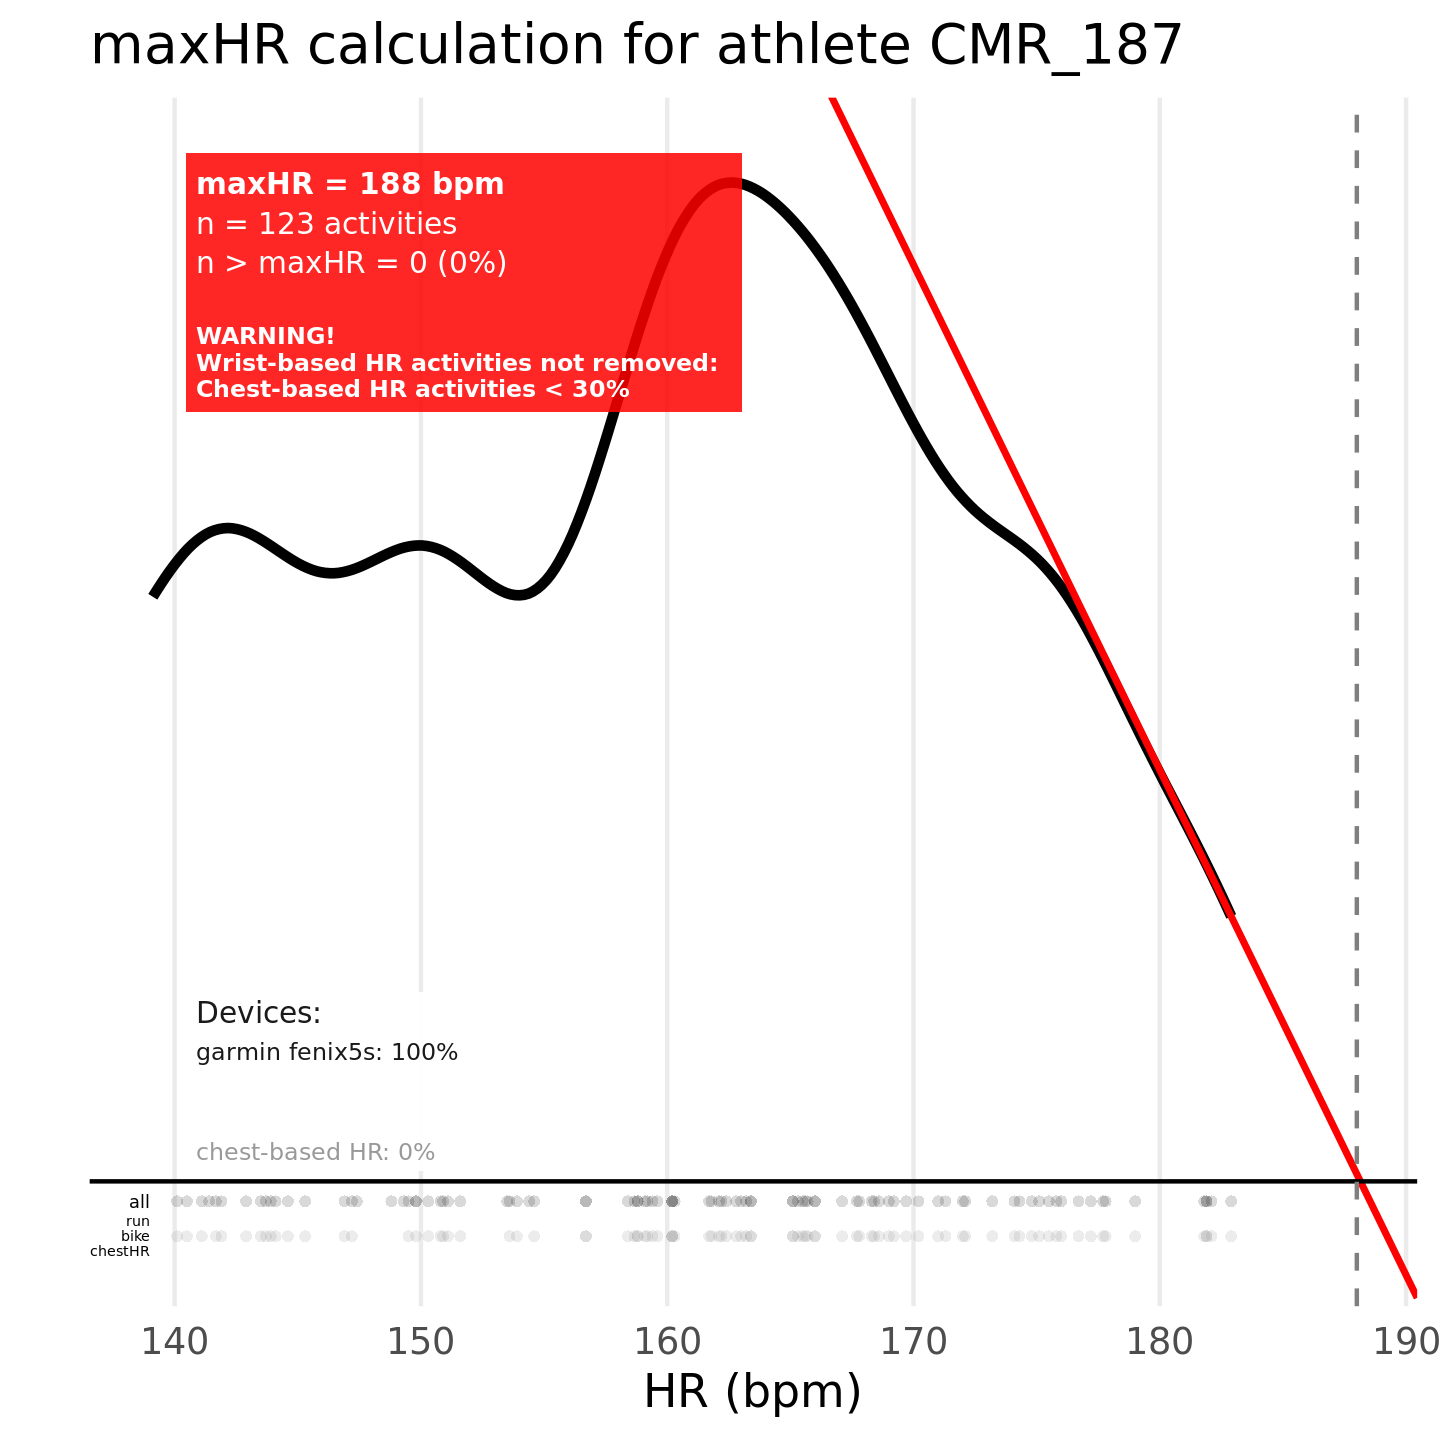 maxHR calculation for athlete CMR_187
maxHR = 188 bpm
n = 123 activities
n > maxHR = 0 (0%)
WARNING!
Wrist-based HR activities not removed:
Chest-based HR activities < 30%
Devices:
garmin fenix5s: 100%
chest-based HR: 0%
all
run
bike
chestHR
140 150 160 170 180 190
HR (bpm)